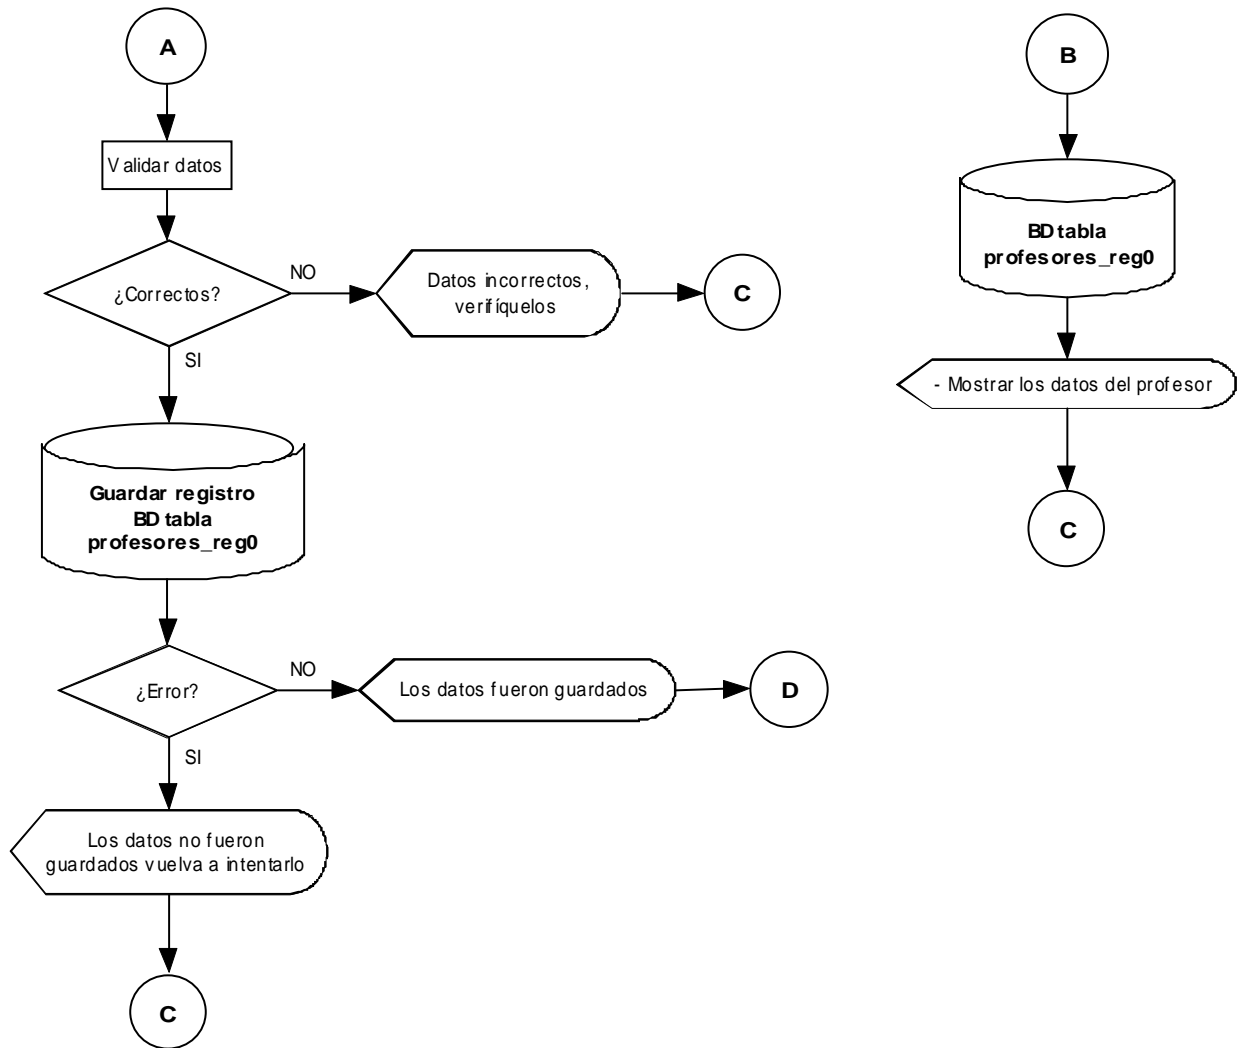 A
Validar datos
¿Correctos?
NO
Datos incorrectos,
verifíquelos
C
SI
Guardar registro
BD tabla
profesores_reg0
¿Error?
NO
Los datos fueron guardados
D
SI
Los datos no fueron
guardados vuelva a intentarlo
C
B
BD tabla
profesores_reg0
- Mostrar los datos del profesor
C